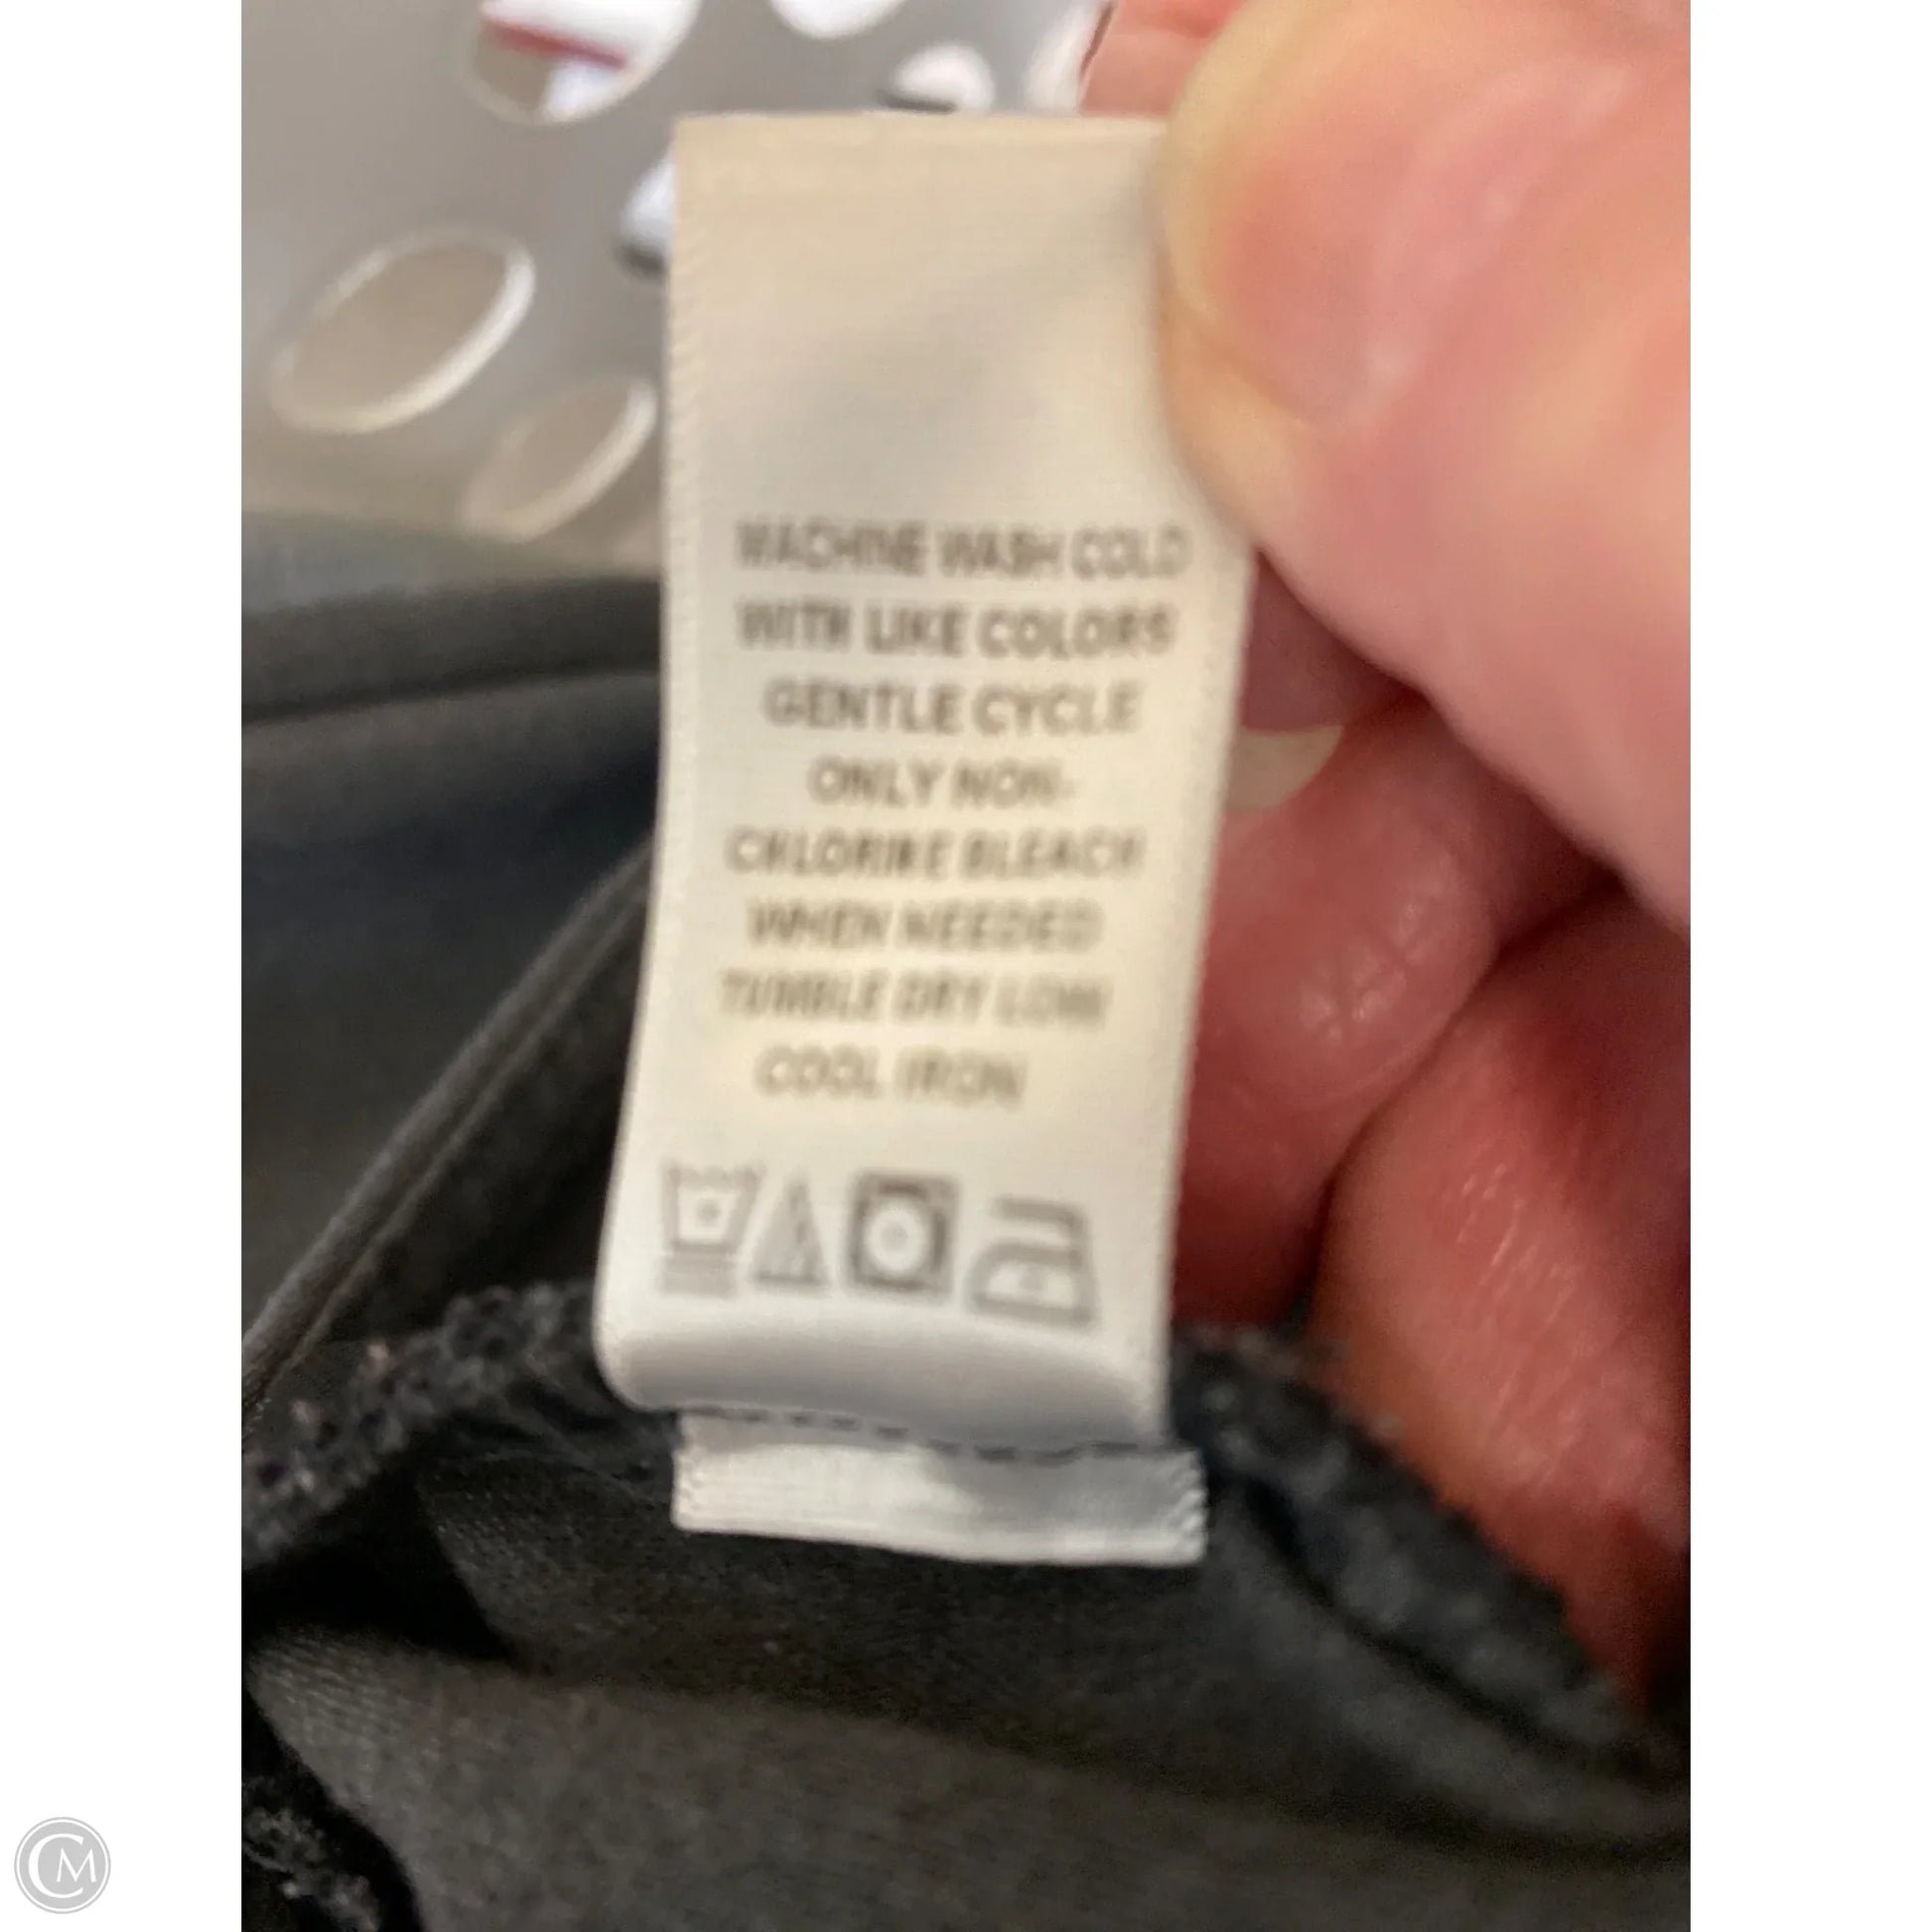 MACHINE WASH COLD
WITH LIKE COLORS
GENTLE CYCLE
ONLY NON-
CHLORINE BLEACH
WHEN NEEDED
TUMBLE DRY LOW
COOL IRON
CM